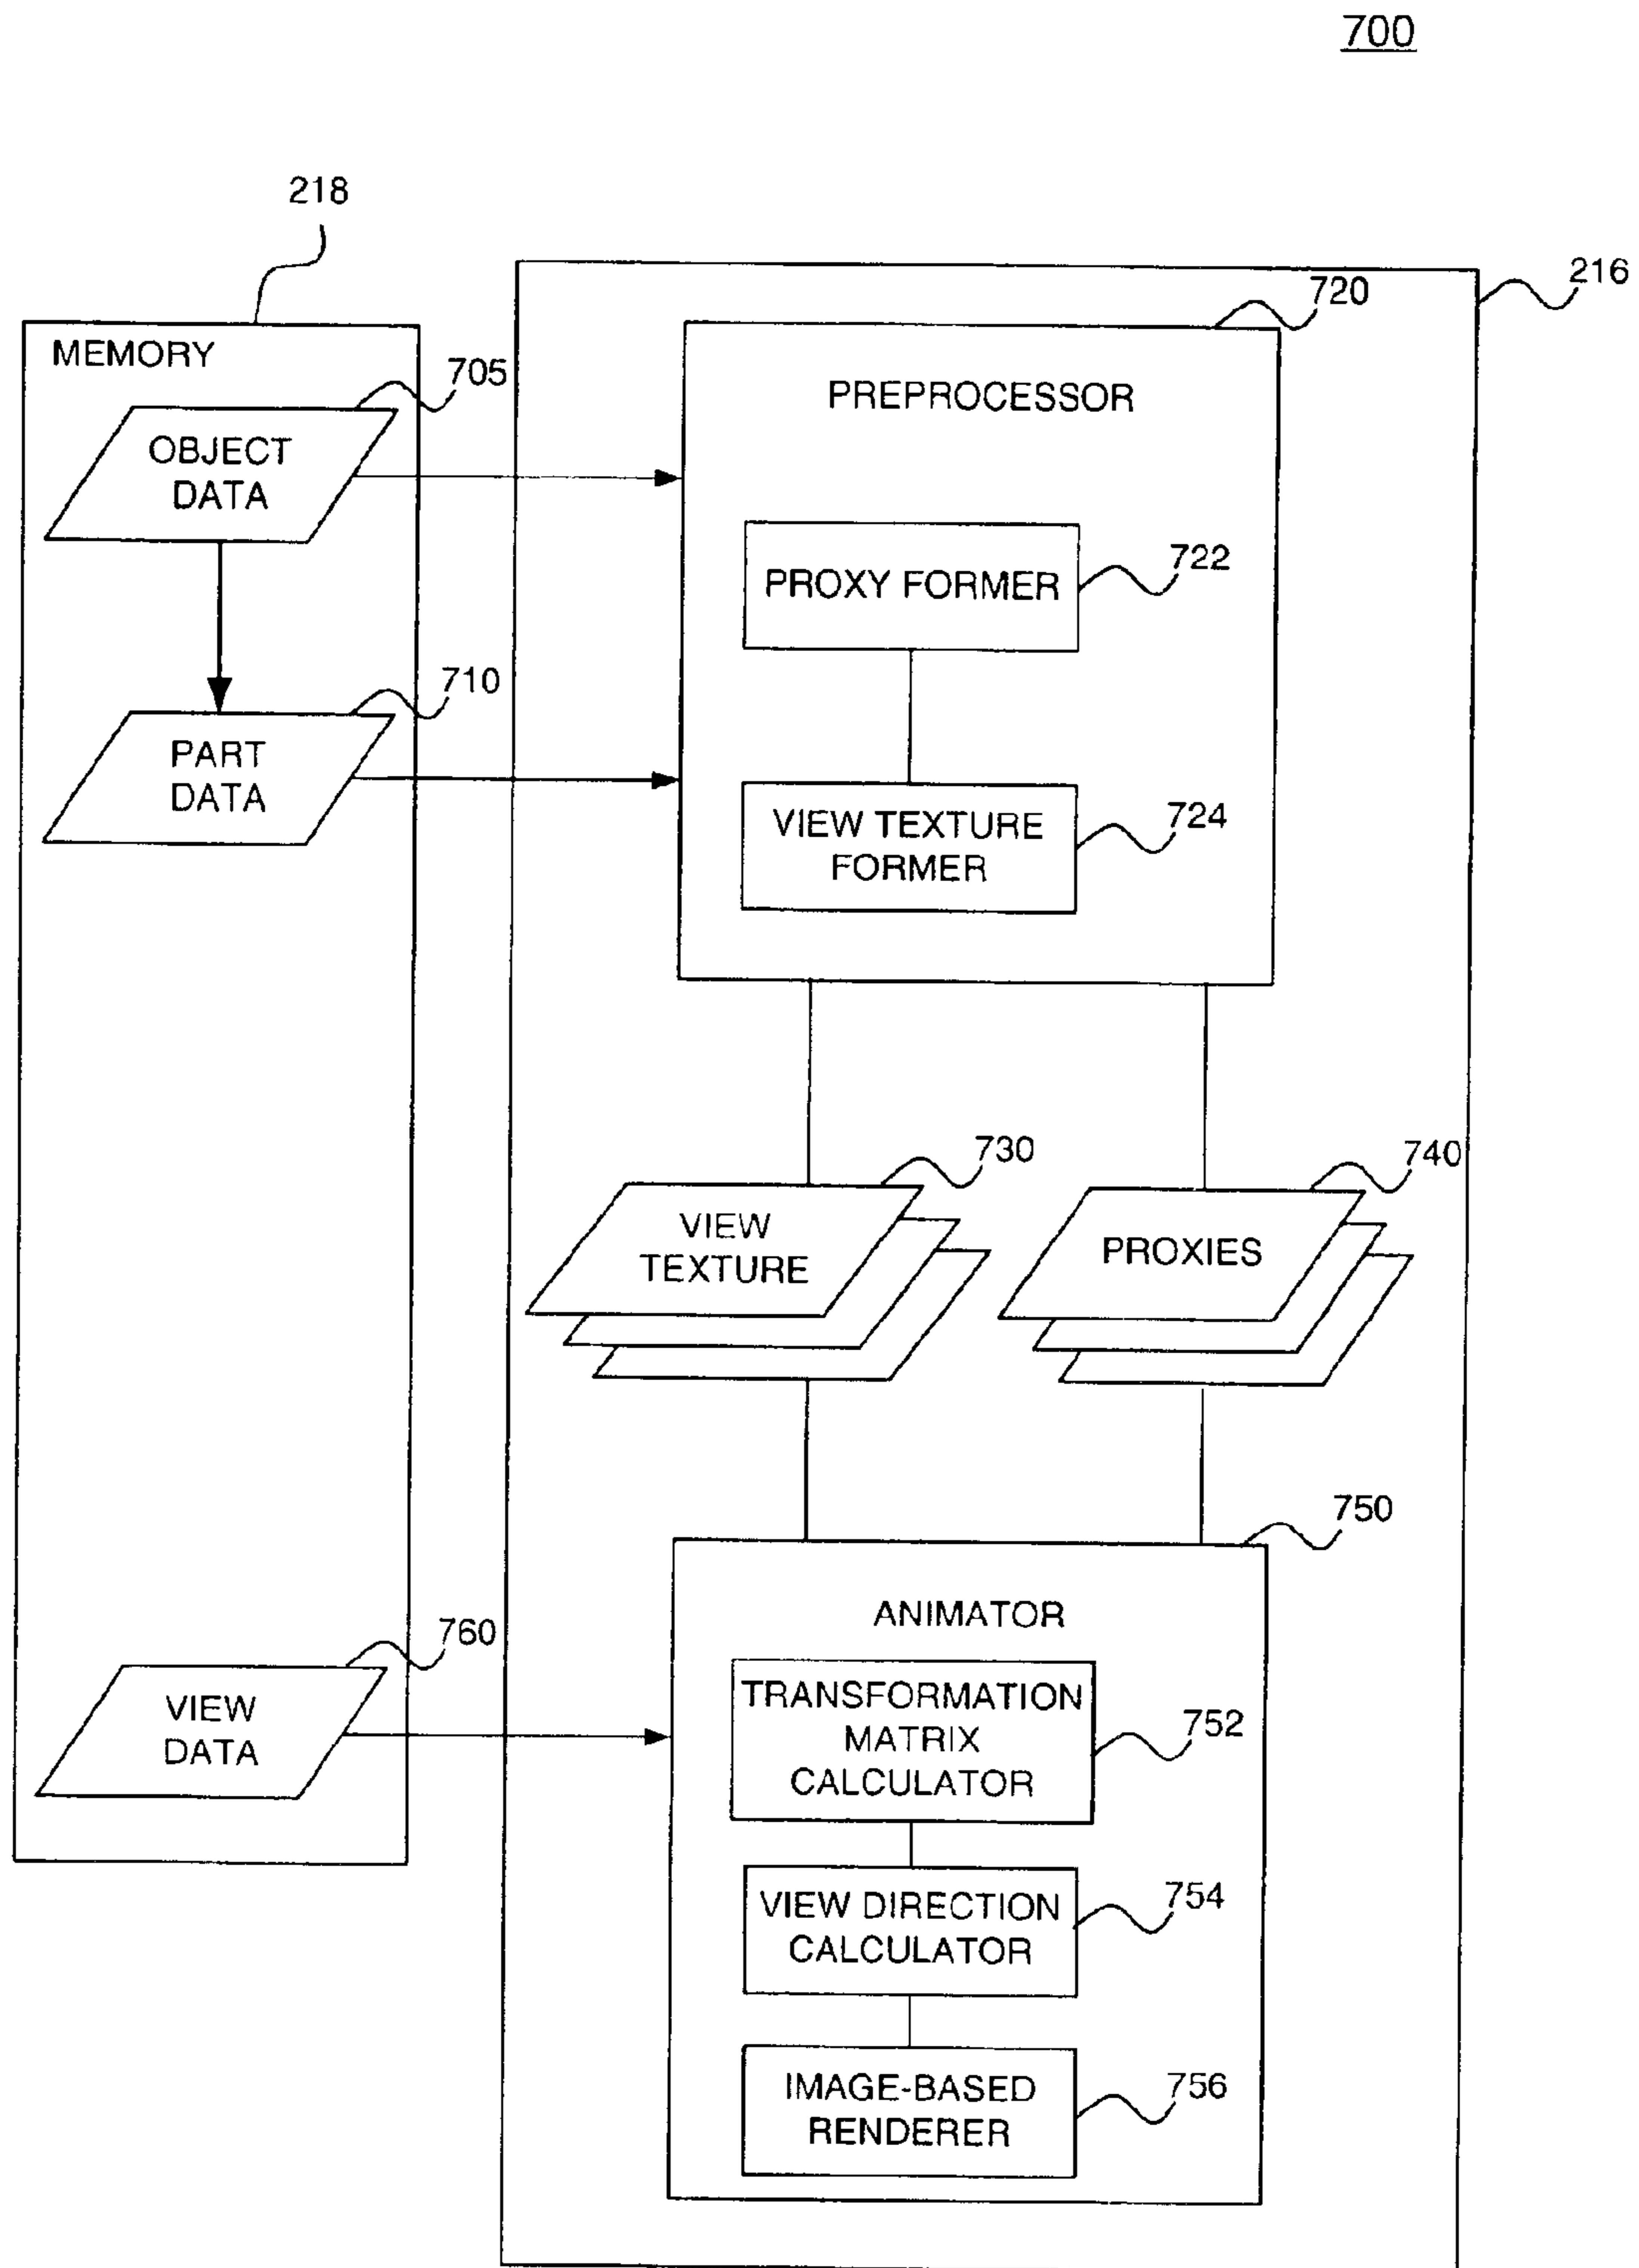 700
218
216
720
MEMORY
705
PREPROCESSOR
OBJECT
DATA
PROXY FORMER
722
710
PART
DATA
VIEW TEXTURE
FORMER
724
730
740
VIEW
TEXTURE
PROXIES
750
ANIMATOR
760
VIEW
DATA
TRANSFORMATION
MATRIX
CALCULATOR
752
VIEW DIRECTION
CALCULATOR
754
IMAGE-BASED
RENDERER
756